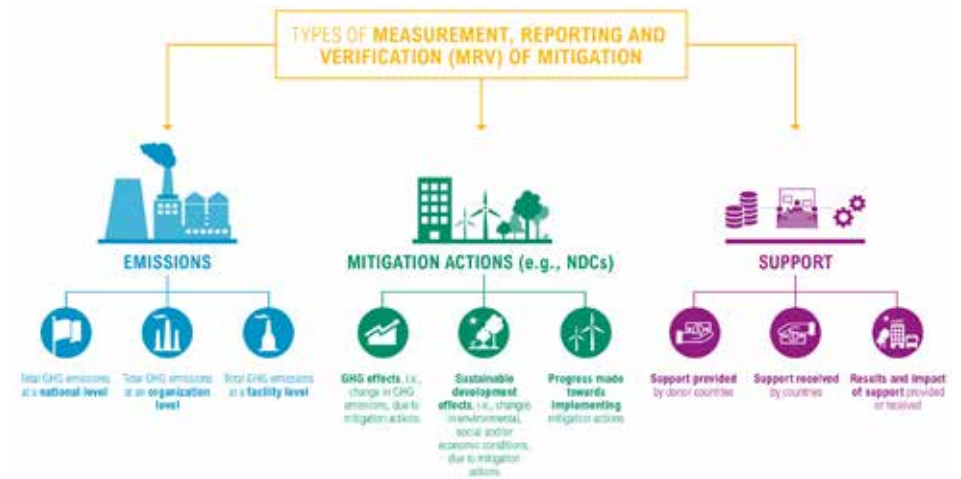 TYPES OF MEASUREMENT, REPORTING AND
VERIFICATION (MRV) OF MITIGATION
EMISSIONS
Total GHG emissions
at a national level
Total GHG emissions
at an organization
level
Total GHG emissions
at a facility level
MITIGATION ACTIONS (e.g., NDCs)
GHG effects, i.e.,
change in GHG
emissions, due to
mitigation actions.
Sustainable
development
effects, i.e., changes
in environmental,
social and/or
economic conditions,
due to mitigation
actions
Progress made
towards
implementing
mitigation actions
SUPPORT
Support provided
by donor countries
Support received
by countries
Results and impact
of support provided
or received